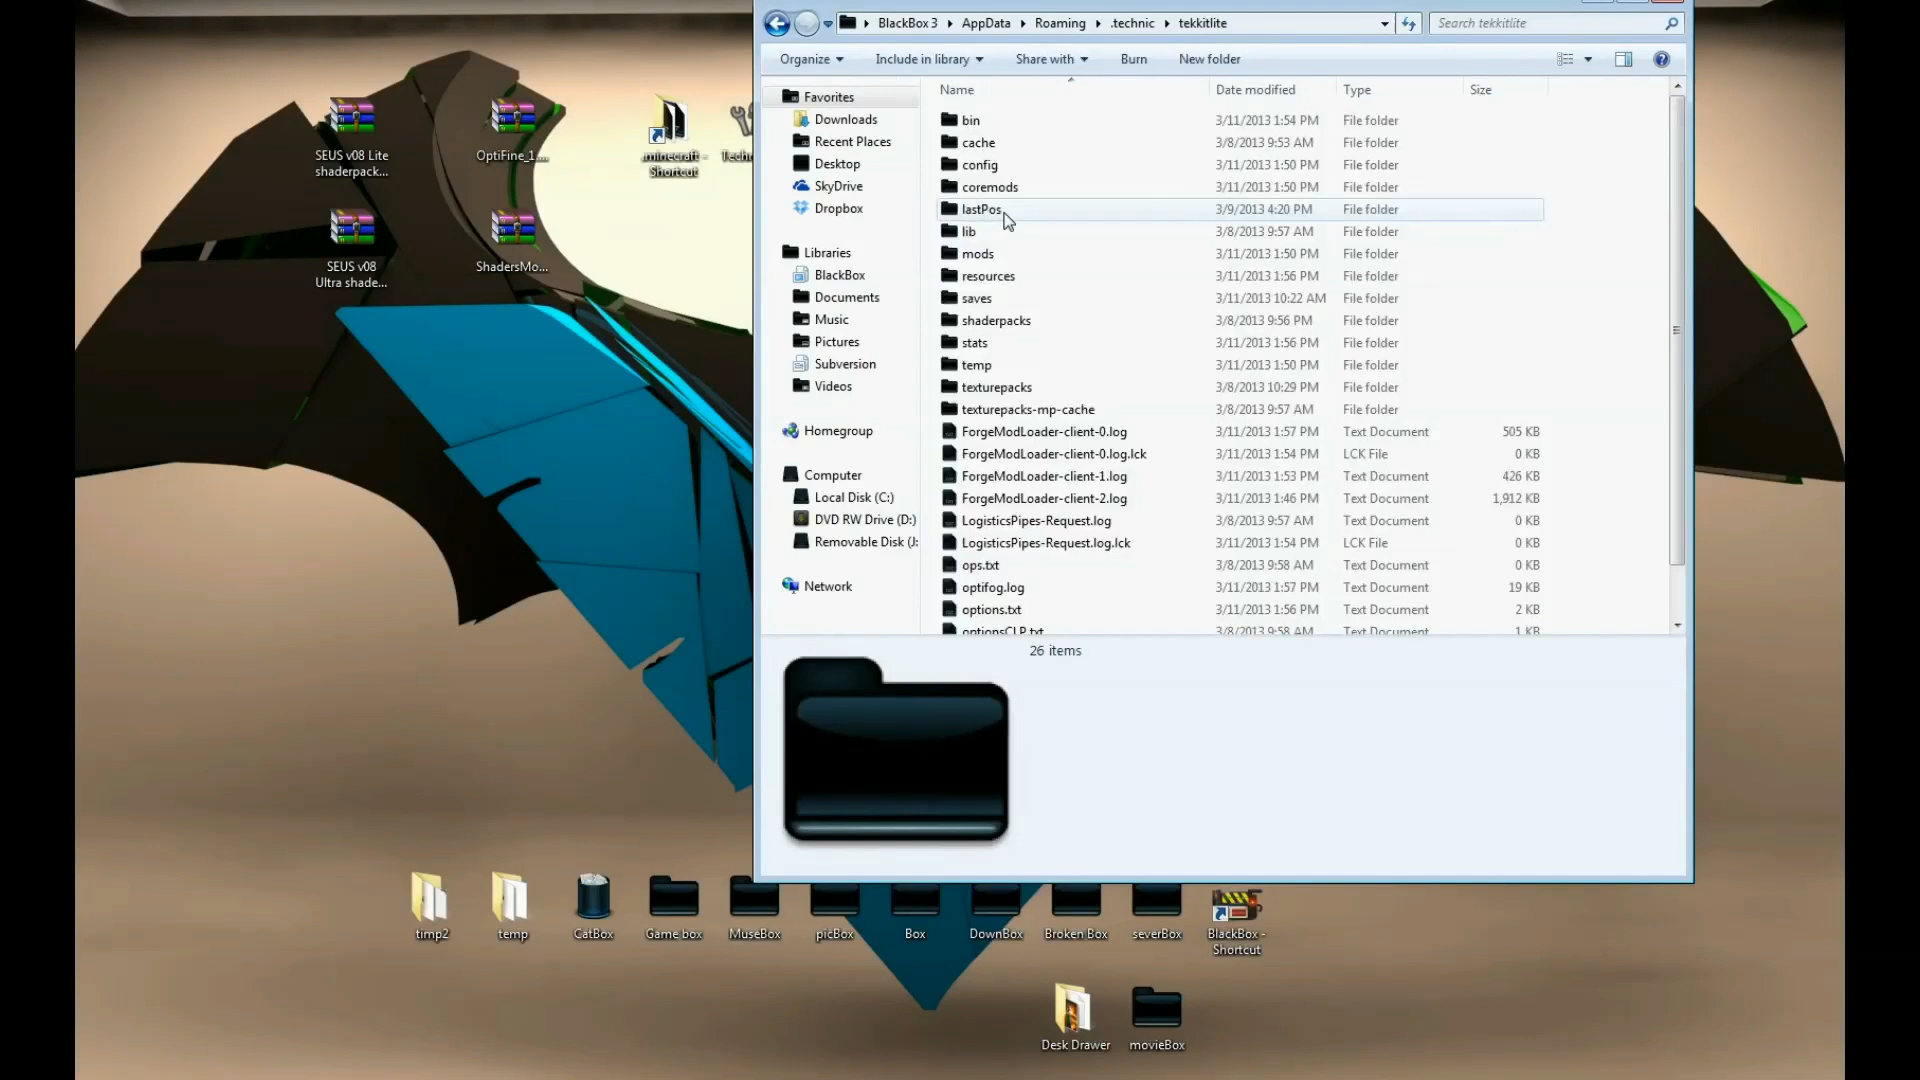 BlackBox 3 AppData Roaming .technic tekkitlite
Search tekkitlite
Organize Include in library Share with Burn New folder
Favorites
Downloads
Recent Places
Desktop
SkyDrive
Dropbox
Libraries
BlackBox
Documents
Music
Pictures
Subversion
Videos
Homegroup
Computer
Local Disk (C:)
DVD RW Drive (D:)
Removable Disk (J:
Network
Name Date modified Type Size
bin 3/11/2013 1:54 PM File folder
cache 3/8/2013 9:53 AM File folder
config 3/11/2013 1:50 PM File folder
coremods 3/11/2013 1:50 PM File folder
lastPos 3/9/2013 4:20 PM File folder
lib 3/8/2013 9:57 AM File folder
mods 3/11/2013 1:50 PM File folder
resources 3/11/2013 1:56 PM File folder
saves 3/11/2013 10:22 AM File folder
shaderpacks 3/8/2013 9:56 PM File folder
stats 3/11/2013 1:56 PM File folder
temp 3/11/2013 1:50 PM File folder
texturepacks 3/8/2013 10:29 PM File folder
texturepacks-mp-cache 3/8/2013 9:57 AM File folder
ForgeModLoader-client-0.log 3/11/2013 1:57 PM Text Document 505 KB
ForgeModLoader-client-0.log.lck 3/11/2013 1:54 PM LCK File 0 KB
ForgeModLoader-client-1.log 3/11/2013 1:53 PM Text Document 426 KB
ForgeModLoader-client-2.log 3/11/2013 1:46 PM Text Document 1,912 KB
LogisticsPipes-Request.log 3/8/2013 9:57 AM Text Document 0 KB
LogisticsPipes-Request.log.lck 3/11/2013 1:54 PM LCK File 0 KB
ops.txt 3/8/2013 9:58 AM Text Document 0 KB
optifog.log 3/11/2013 1:57 PM Text Document 19 KB
options.txt 3/11/2013 1:56 PM Text Document 2 KB
optionsCLP.txt 3/8/2013 9:58 AM Text Document 1 KB
26 items
SEUS v08 Lite
shaderpack...
OptiFine_1....
.minecraft -
Shortcut
Techn
SEUS v08
Ultra shade...
ShadersMo...
timp2
temp
CatBox
Game box
MuseBox
picBox
Box
DownBox
Broken Box
severBox
BlackBox -
Shortcut
Desk Drawer
movieBox